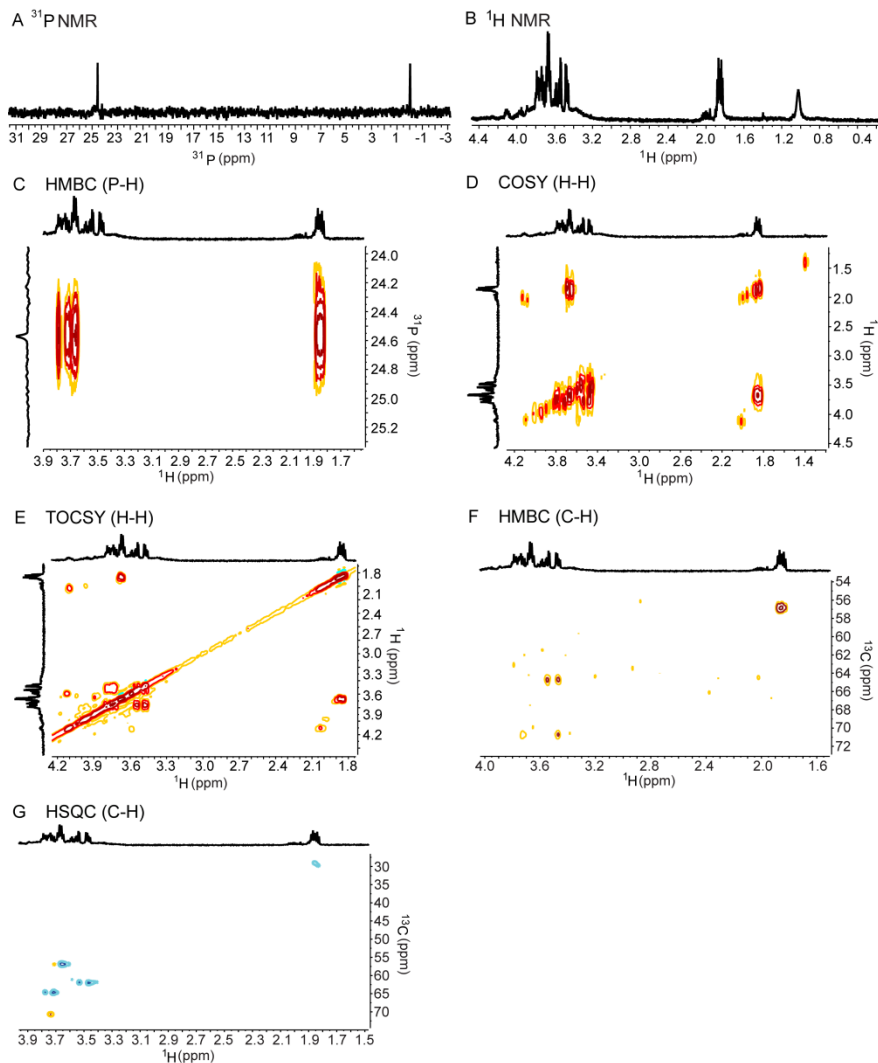 A ³¹P NMR
31 29 27 25 23 21 19 17 15 13 11 9 7 5 3 1 -1 -3
³¹P (ppm)
B ¹H NMR
4.4 4.0 3.6 3.2 2.8 2.4 2.0 1.6 1.2 0.8 0.4
¹H (ppm)
C HMBC (P-H)
24.0
24.2
24.4
24.6
24.8
25.0
25.2
³¹P (ppm)
3.9 3.7 3.5 3.3 3.1 2.9 2.7 2.5 2.3 2.1 1.9 1.7
¹H (ppm)
D COSY (H-H)
1.5
2.0
2.5
3.0
3.5
4.0
4.5
¹H (ppm)
4.2 3.8 3.4 3.0 2.6 2.2 1.8 1.4
¹H (ppm)
E TOCSY (H-H)
1.8
2.1
2.4
2.7
3.0
3.3
3.6
3.9
4.2
¹H (ppm)
4.2 3.9 3.6 3.3 3.0 2.7 2.4 2.1 1.8
¹H (ppm)
F HMBC (C-H)
54
56
58
60
62
64
66
68
70
72
¹³C (ppm)
4.0 3.6 3.2 2.8 2.4 2.0 1.6
¹H (ppm)
G HSQC (C-H)
30
35
40
45
50
55
60
65
70
¹³C (ppm)
3.9 3.7 3.5 3.3 3.1 2.9 2.7 2.5 2.3 2.1 1.9 1.7 1.5
¹H (ppm)